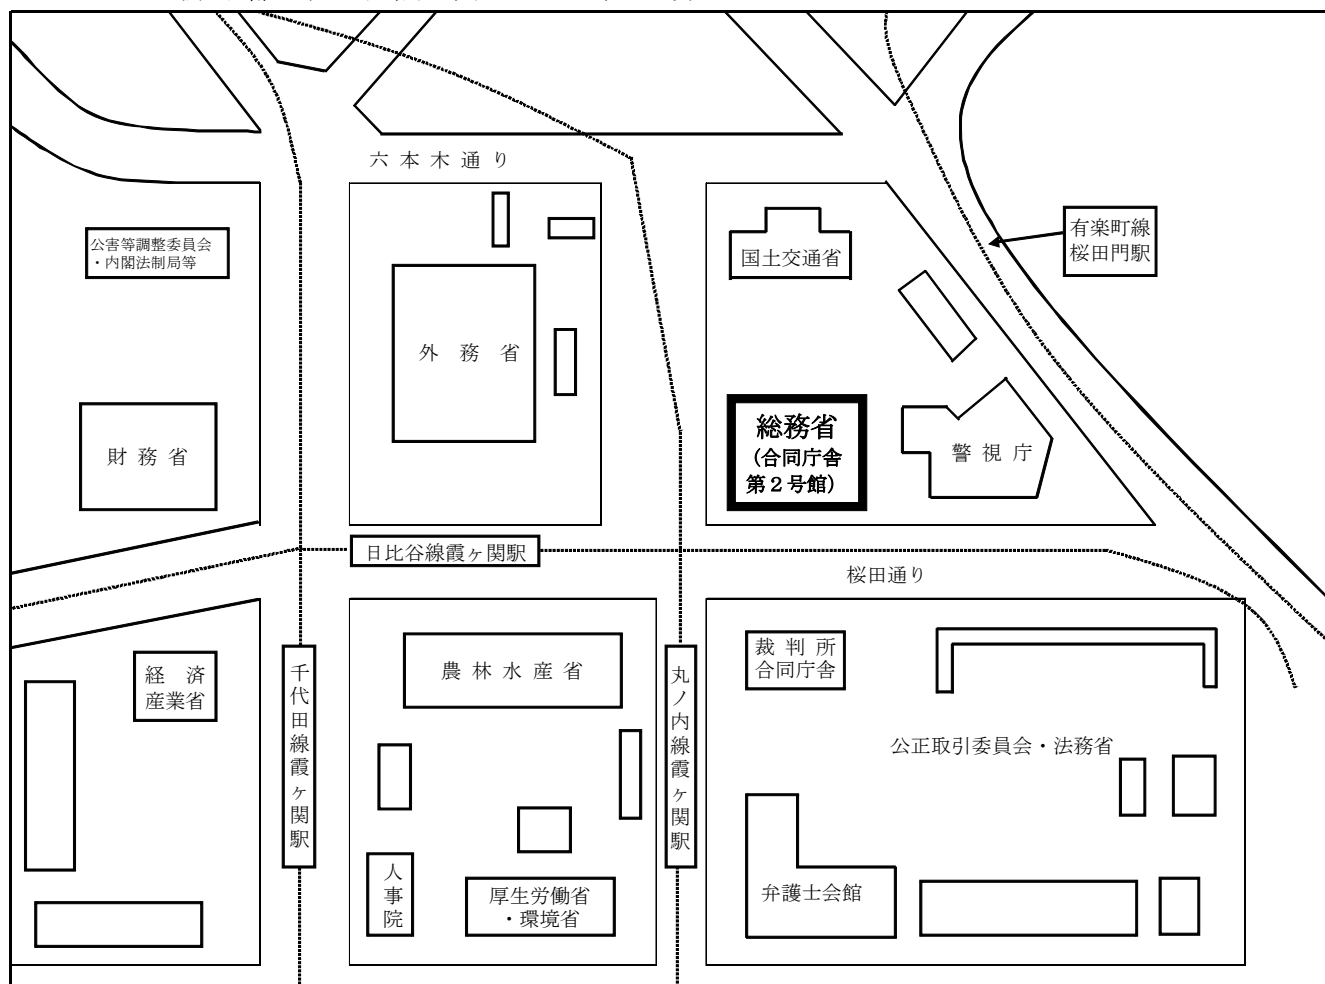 六本木通り
公害等調整委員会
・内閣法制局等
国土交通省
有楽町線
桜田門駅
外務省
財務省
総務省
(合同庁舎
第２号館)
警視庁
日比谷線霞ヶ関駅
桜田通り
経済
産業省
千代田線霞ヶ関駅
農林水産省
丸ノ内線霞ヶ関駅
裁判所
合同庁舎
公正取引委員会・法務省
人事院
厚生労働省
・環境省
弁護士会館